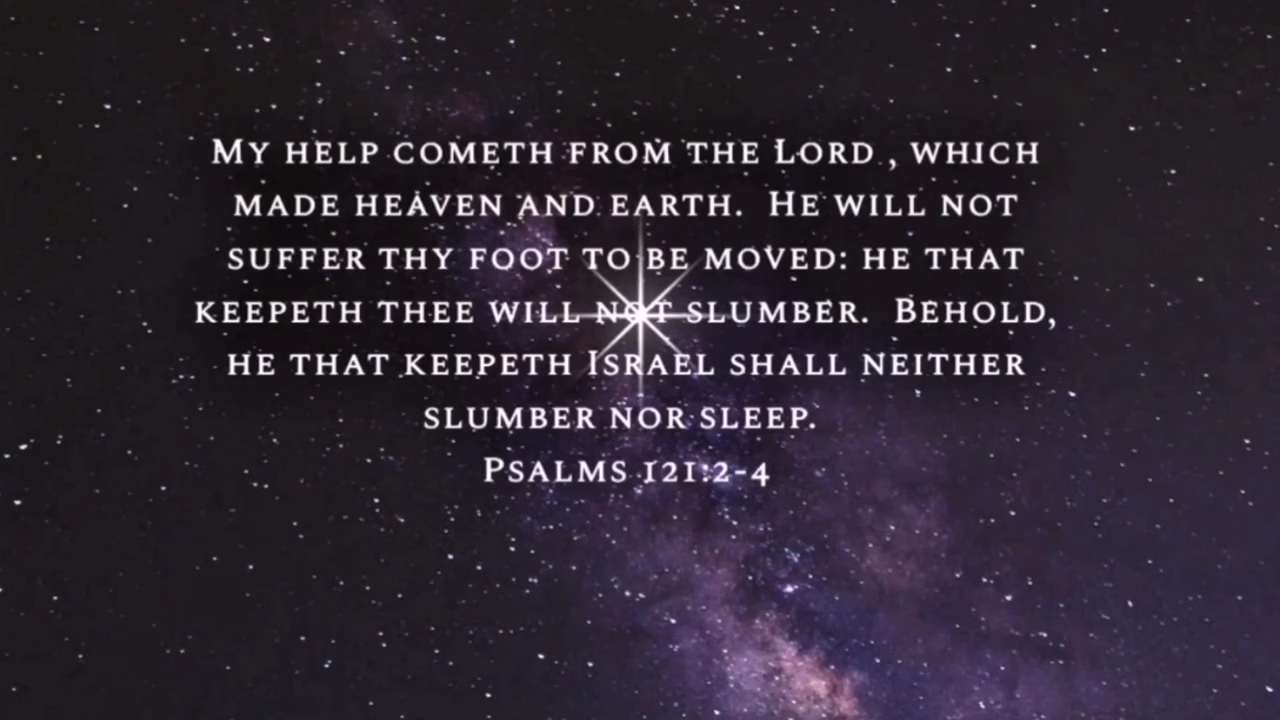 My help cometh from the Lord , which
made heaven and earth.  He will not
suffer thy foot to be moved: he that
keepeth thee will not slumber.  Behold,
he that keepeth Israel shall neither
slumber nor sleep.
Psalms 121:2-4